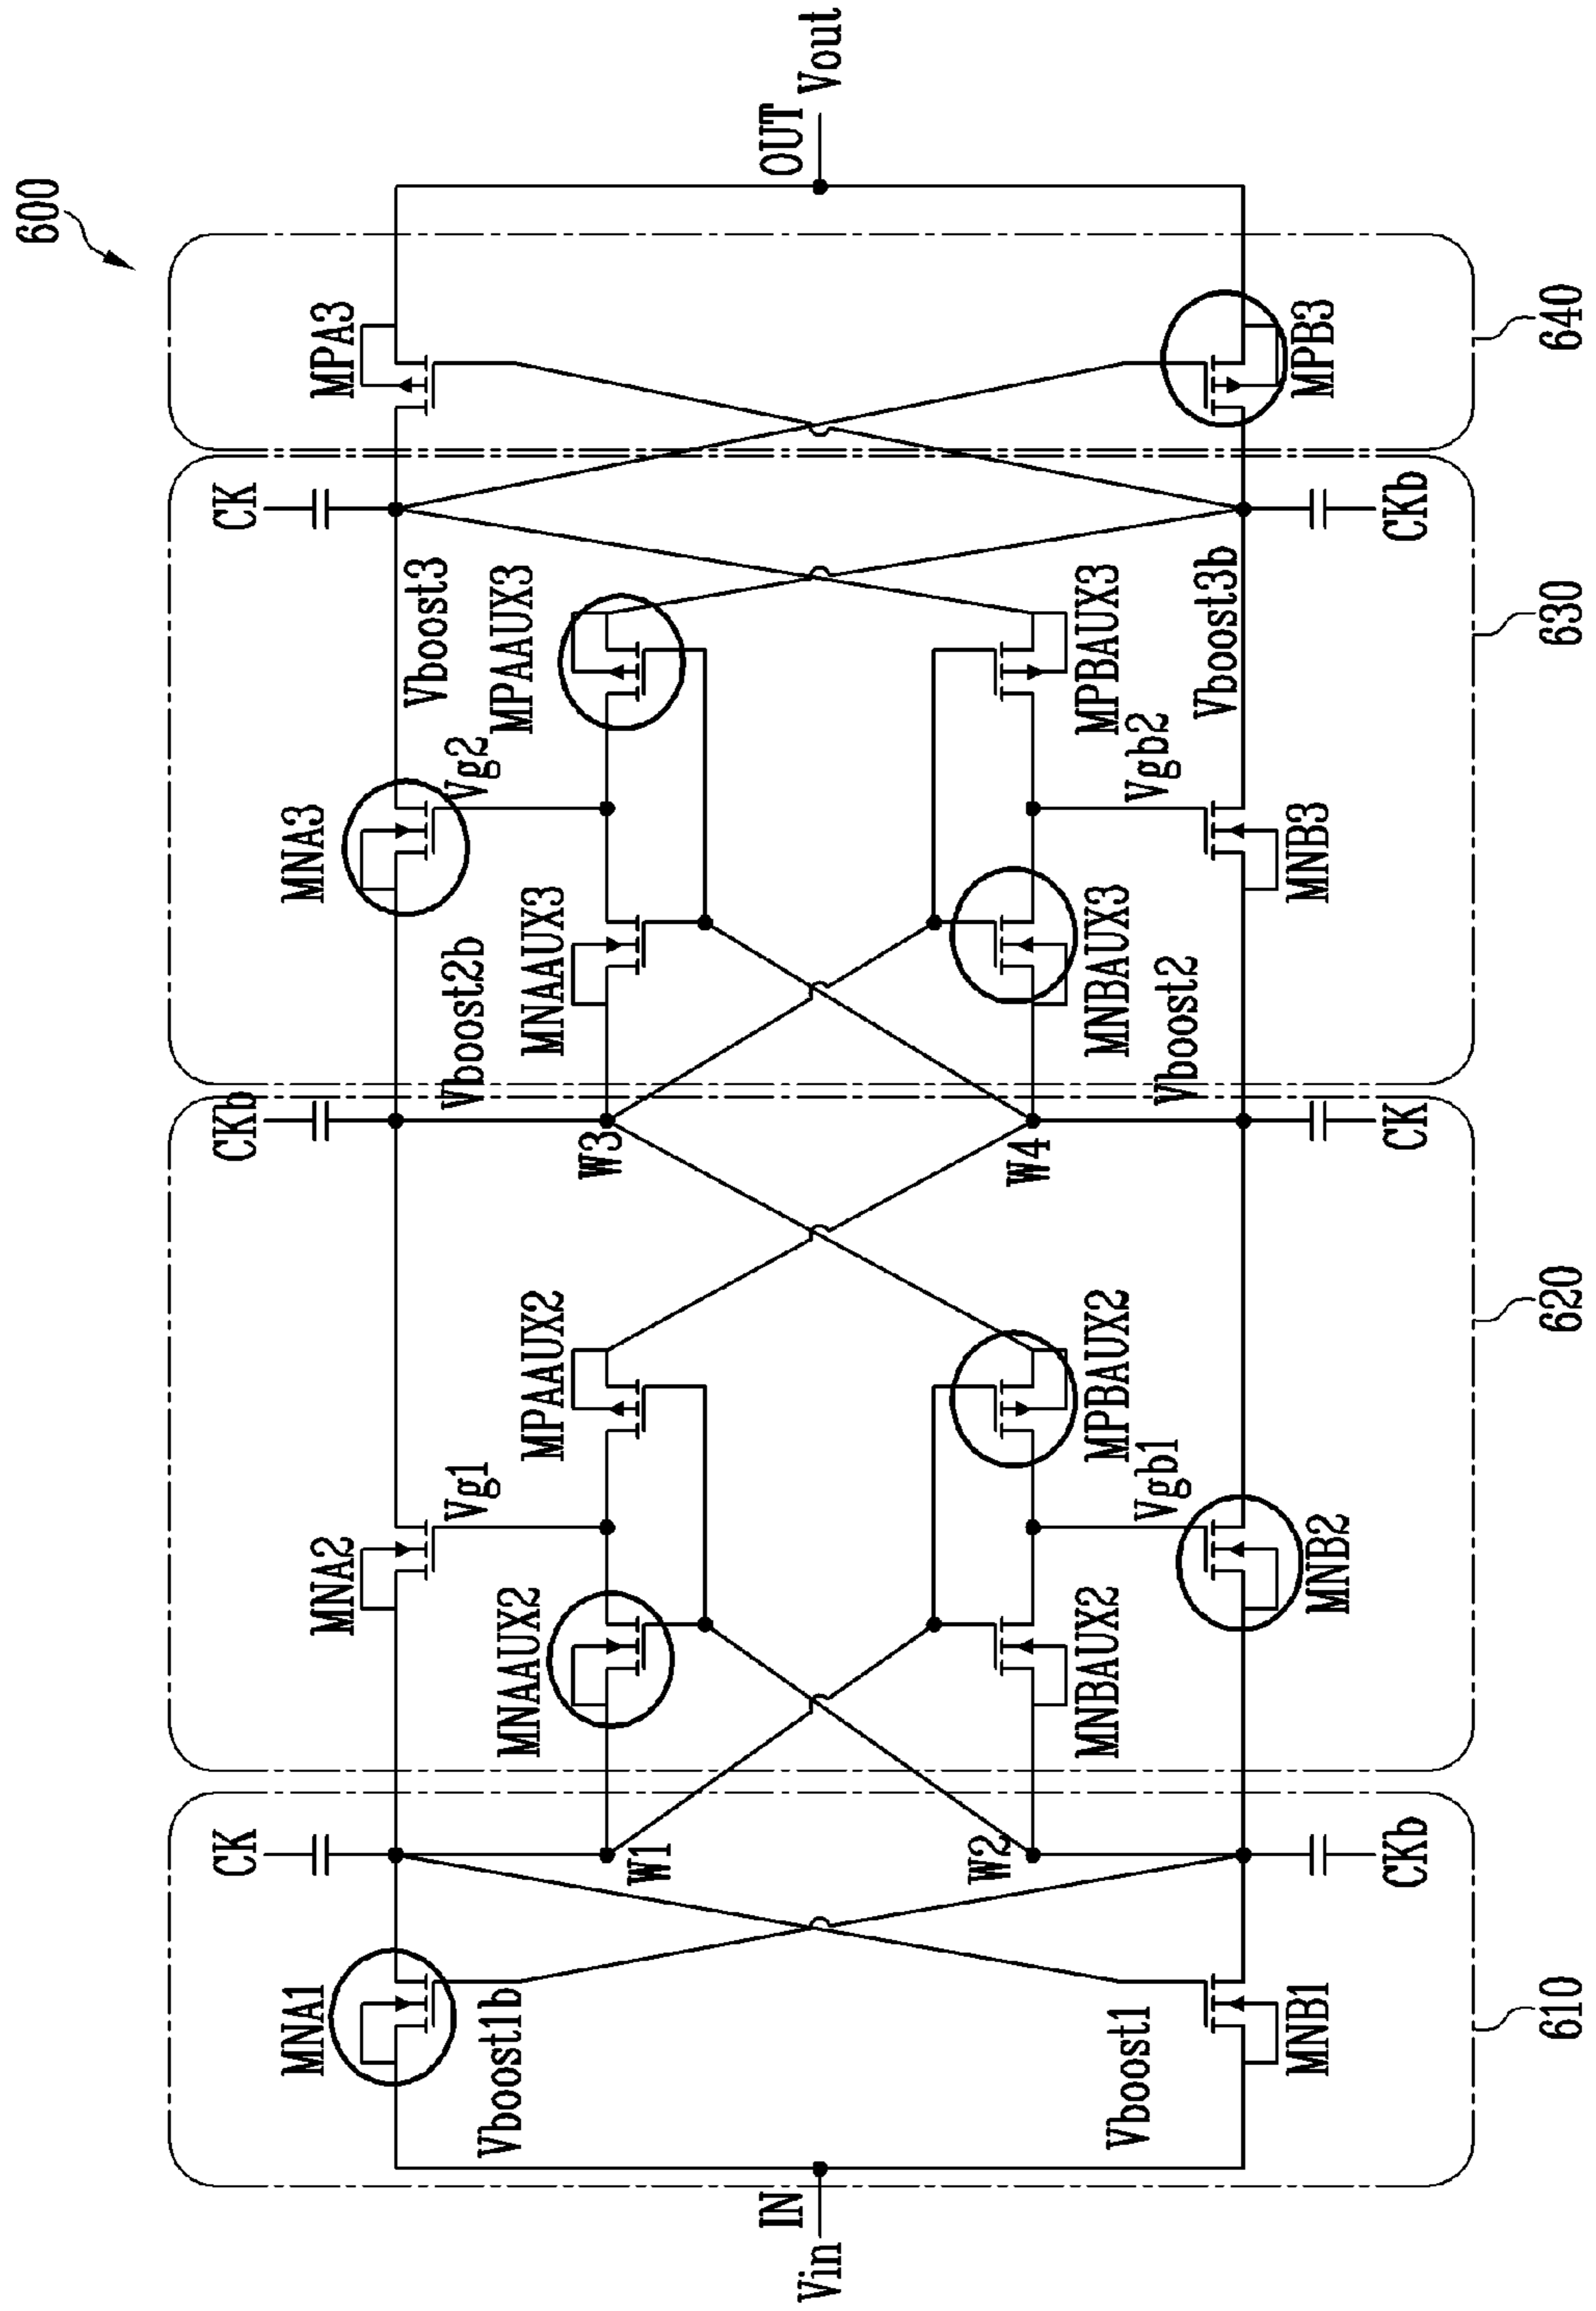 600
Vin
IN
OUT
Vout
CK
CKb
CK
MNA1
MNA2
MNA3
MPA3
Vboost1b
Vg1
Vboost2b
Vg2
Vboost3
MNAAUX2
MPAAUX2
MNAAUX3
MPAAUX3
W1
W3
W2
W4
MNBAUX2
MPBAUX2
MNBAUX3
MPBAUX3
Vboost1
Vgb1
Vboost2
Vgb2
Vboost3b
MNB1
MNB2
MNB3
MPB3
CKb
CK
CKb
610
620
630
640